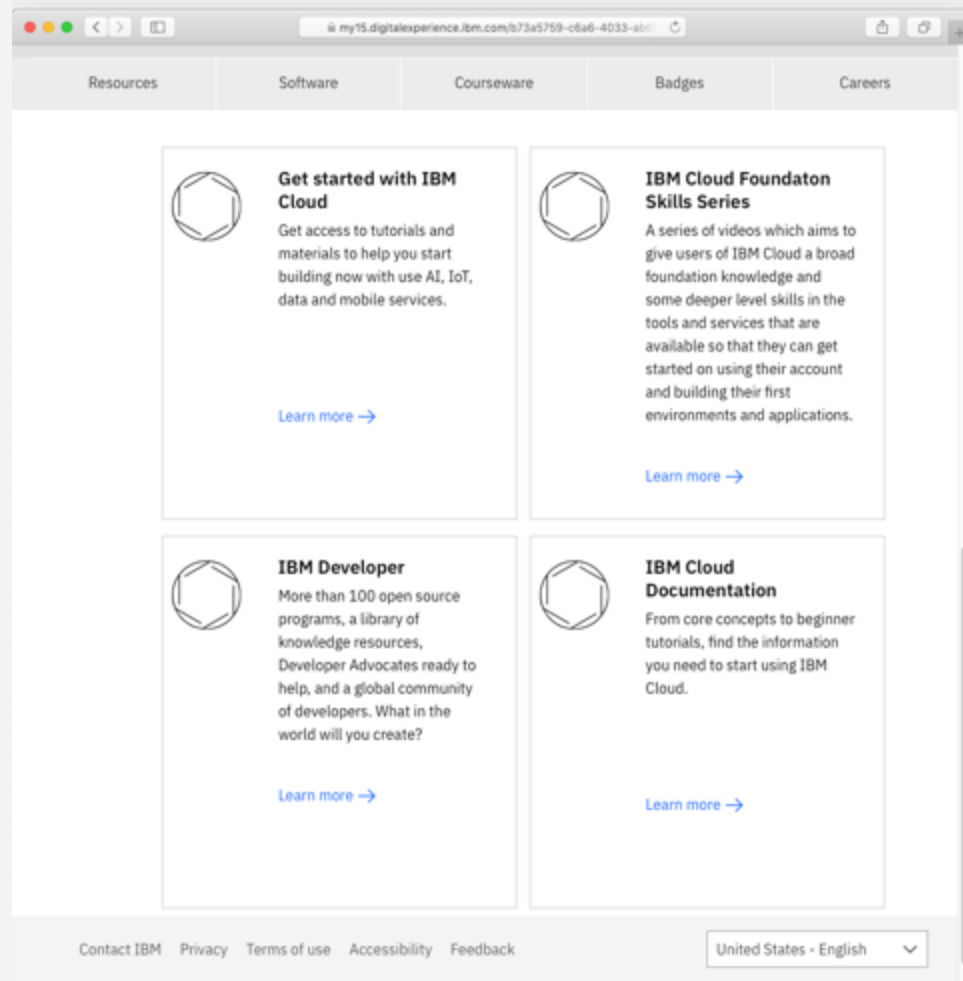 my15.digitalexperience.ibm.com/b73a5759-c6a6-4033-ab
Resources
Software
Courseware
Badges
Careers
Get started with IBM
Cloud
Get access to tutorials and
materials to help you start
building now with use AI, IoT,
data and mobile services.
Learn more →
IBM Cloud Foundaton
Skills Series
A series of videos which aims to
give users of IBM Cloud a broad
foundation knowledge and
some deeper level skills in the
tools and services that are
available so that they can get
started on using their account
and building their first
environments and applications.
Learn more →
IBM Developer
More than 100 open source
programs, a library of
knowledge resources,
Developer Advocates ready to
help, and a global community
of developers. What in the
world will you create?
Learn more →
IBM Cloud
Documentation
From core concepts to beginner
tutorials, find the information
you need to start using IBM
Cloud.
Learn more →
Contact IBM
Privacy
Terms of use
Accessibility
Feedback
United States - English